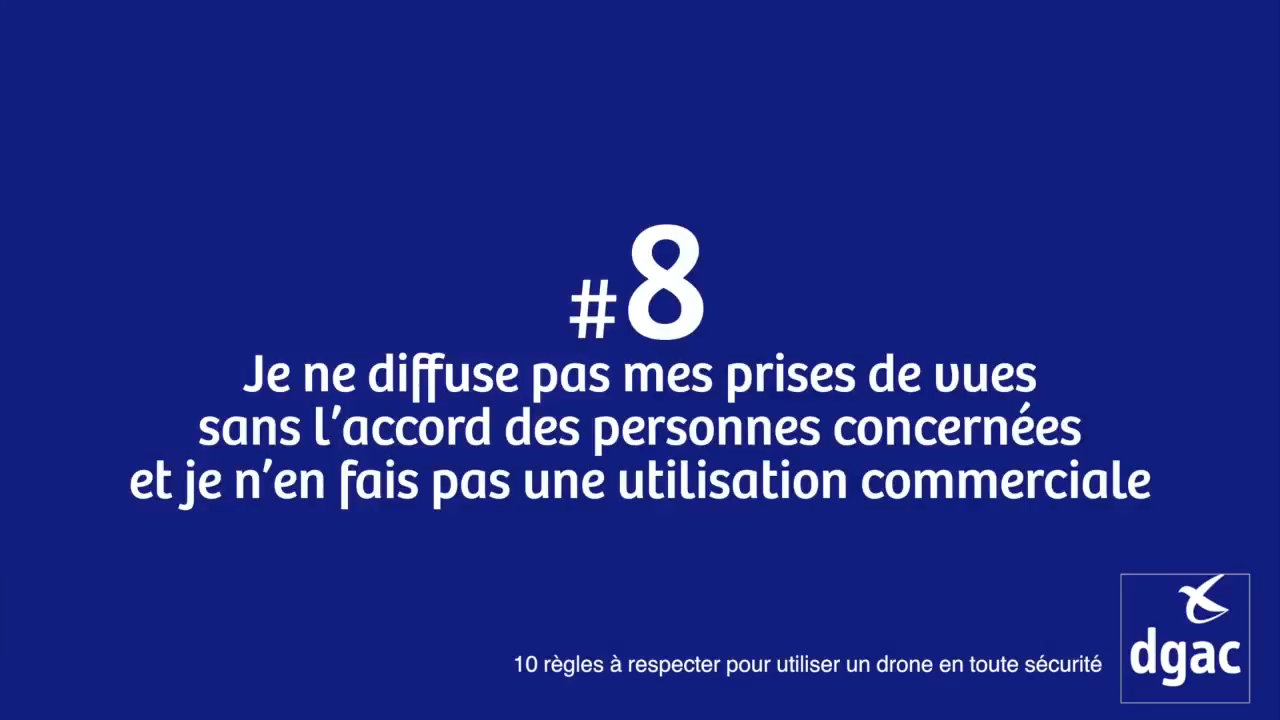 #8
Je ne diffuse pas mes prises de vues
sans l’accord des personnes concernées
et je n’en fais pas une utilisation commerciale
10 règles à respecter pour utiliser un drone en toute sécurité
dgac